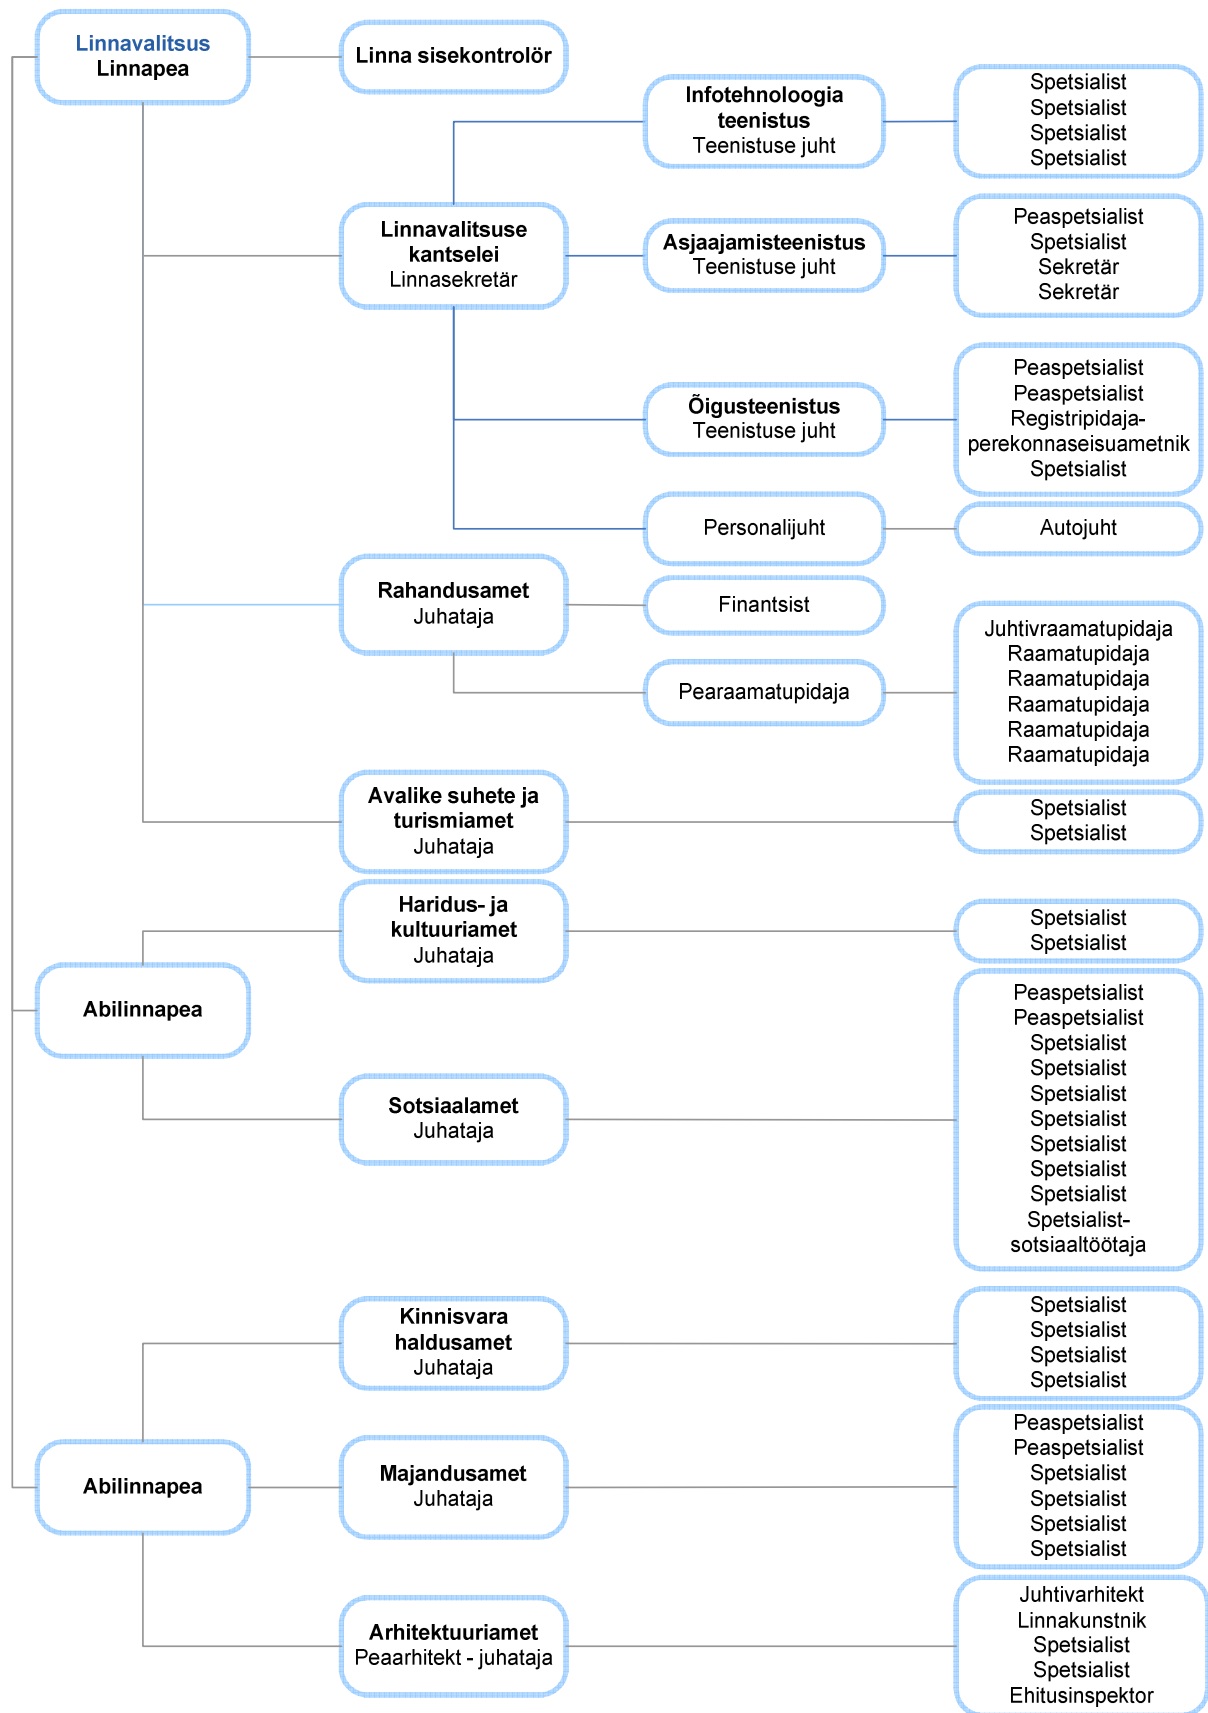 Linnavalitsus
Linnapea
Linna sisekontrolör
Infotehnoloogia
teenistus
Teenistuse juht
Spetsialist
Spetsialist
Spetsialist
Spetsialist
Linnavalitsuse
kantselei
Linnasekretär
Asjaajamisteenistus
Teenistuse juht
Peaspetsialist
Spetsialist
Sekretär
Sekretär
Õigusteenistus
Teenistuse juht
Peaspetsialist
Peaspetsialist
Registripidaja-
perekonnaseisuametnik
Spetsialist
Personalijuht
Autojuht
Rahandusamet
Juhataja
Finantsist
Pearaamatupidaja
Juhtivraamatupidaja
Raamatupidaja
Raamatupidaja
Raamatupidaja
Raamatupidaja
Raamatupidaja
Avalike suhete ja
turismiamet
Juhataja
Spetsialist
Spetsialist
Abilinnapea
Haridus- ja
kultuuriamet
Juhataja
Spetsialist
Spetsialist
Sotsiaalamet
Juhataja
Peaspetsialist
Peaspetsialist
Spetsialist
Spetsialist
Spetsialist
Spetsialist
Spetsialist
Spetsialist
Spetsialist
Spetsialist-
sotsiaaltöötaja
Abilinnapea
Kinnisvara
haldusamet
Juhataja
Spetsialist
Spetsialist
Spetsialist
Spetsialist
Majandusamet
Juhataja
Peaspetsialist
Peaspetsialist
Spetsialist
Spetsialist
Spetsialist
Spetsialist
Arhitektuuriamet
Peaarhitekt - juhataja
Juhtivarhitekt
Linnakunstnik
Spetsialist
Spetsialist
Ehitusinspektor